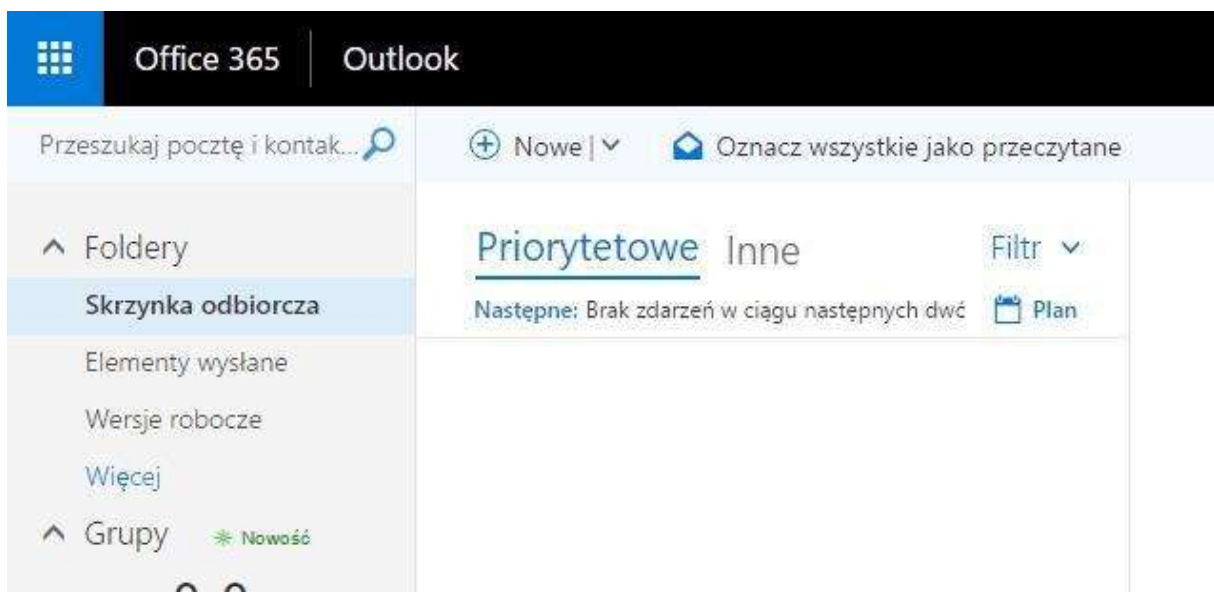 Office 365 Outlook
Przeszukaj pocztę i kontak...
Nowe Oznacz wszystkie jako przeczytane
Foldery
Skrzynka odbiorcza
Elementy wysłane
Wersje robocze
Więcej
Grupy Nowość
Priorytetowe Inne Filtr
Następne: Brak zdarzeń w ciągu następnych dwć Plan